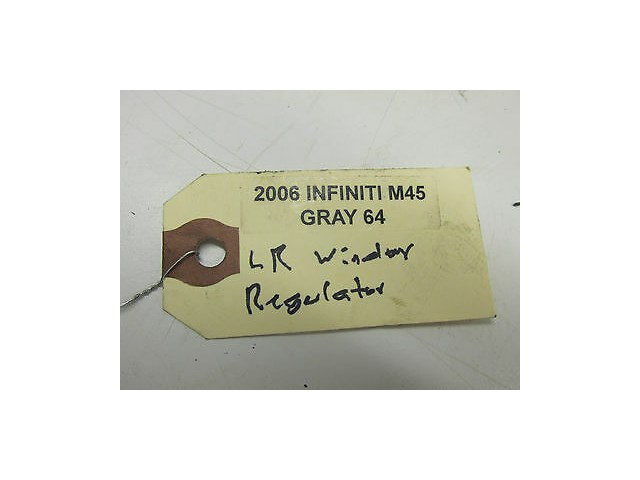 2006 INFINITI M45
GRAY 64
LR Window
Regulator